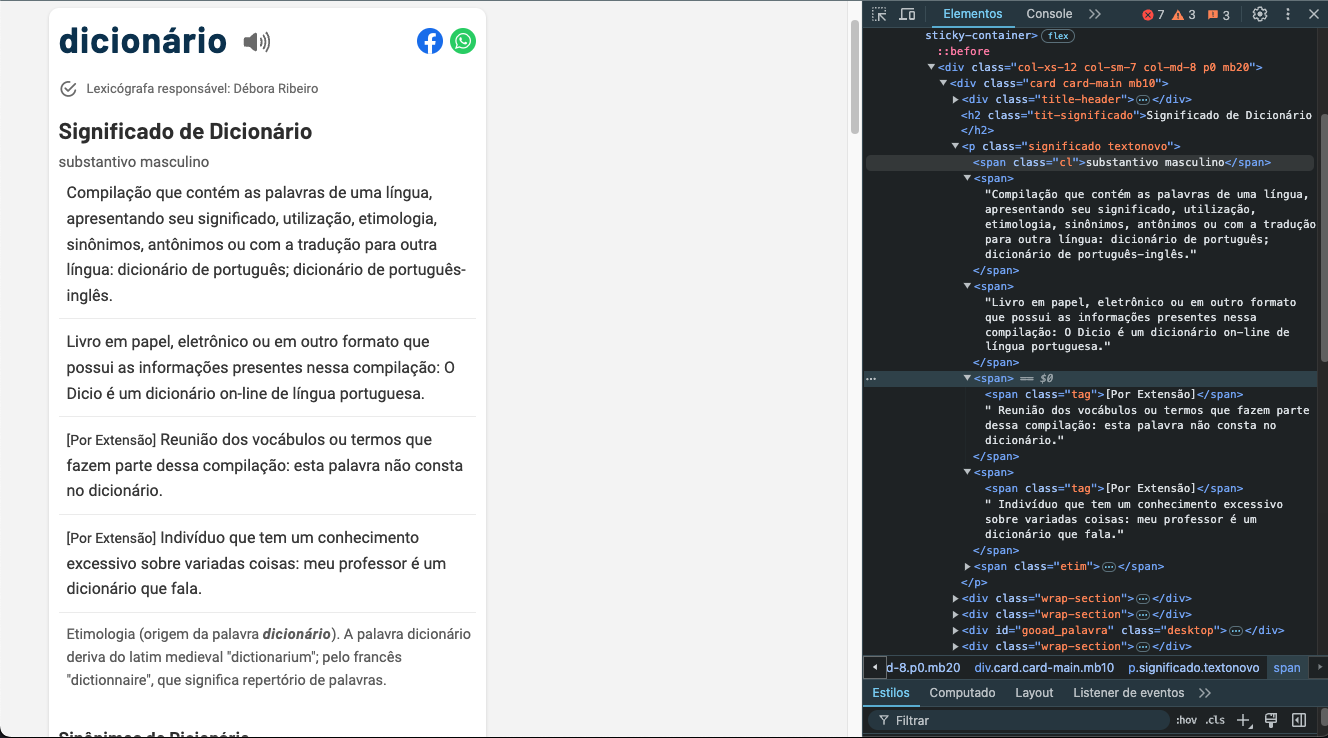 dicionário
Lexicógrafa responsável: Débora Ribeiro
Significado de Dicionário
substantivo masculino
Compilação que contém as palavras de uma língua,
apresentando seu significado, utilização, etimologia,
sinônimos, antônimos ou com a tradução para outra
língua: dicionário de português; dicionário de português-
inglês.
Livro em papel, eletrônico ou em outro formato que
possui as informações presentes nessa compilação: O
Dicio é um dicionário on-line de língua portuguesa.
[Por Extensão] Reunião dos vocábulos ou termos que
fazem parte dessa compilação: esta palavra não consta
no dicionário.
[Por Extensão] Indivíduo que tem um conhecimento
excessivo sobre variadas coisas: meu professor é um
dicionário que fala.
Etimologia (origem da palavra dicionário). A palavra dicionário
deriva do latim medieval "dictionarium"; pelo francês
"dictionnaire", que significa repertório de palavras.
Sinônimos de Dicionário
Elementos Console 7 3 3
sticky-container> flex
::before
<div class="col-xs-12 col-sm-7 col-md-8 p0 mb20">
<div class="card card-main mb10">
<div class="title-header"> </div>
<h2 class="tit-significado">Significado de Dicionário
</h2>
<p class="significado textonovo">
<span class="cl">substantivo masculino</span>
<span>
"Compilação que contém as palavras de uma língua,
apresentando seu significado, utilização,
etimologia, sinônimos, antônimos ou com a tradução
para outra língua: dicionário de português;
dicionário de português-inglês."
</span>
<span>
"Livro em papel, eletrônico ou em outro formato
que possui as informações presentes nessa
compilação: O Dicio é um dicionário on-line de
língua portuguesa."
</span>
<span> == $0
<span class="tag">[Por Extensão]</span>
" Reunião dos vocábulos ou termos que fazem parte
dessa compilação: esta palavra não consta no
dicionário."
</span>
<span>
<span class="tag">[Por Extensão]</span>
" Indivíduo que tem um conhecimento excessivo
sobre variadas coisas: meu professor é um
dicionário que fala."
</span>
<span class="etim"> </span>
</p>
<div class="wrap-section"> </div>
<div class="wrap-section"> </div>
<div id="gooad_palavra" class="desktop"> </div>
<div class="wrap-section"> </div>
d-8.p0.mb20 div.card.card-main.mb10 p.significado.textonovo span
Estilos Computado Layout Listener de eventos
Filtrar :hov .cls